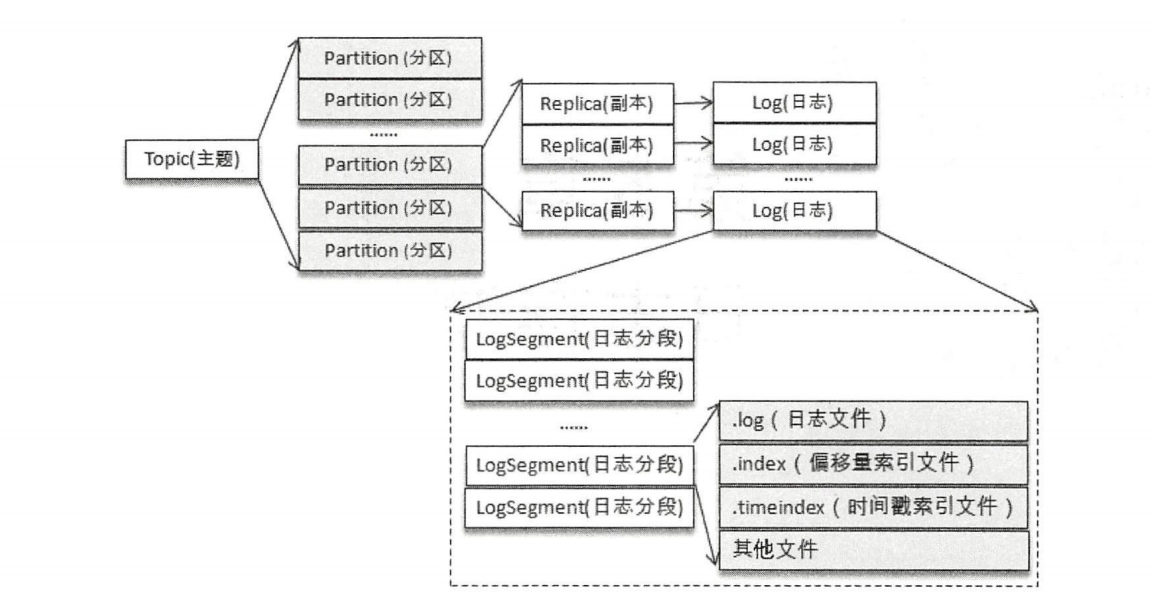 Topic(主题)
Partition (分区)
Partition (分区)
......
Partition (分区)
Partition (分区)
Partition (分区)
Replica(副本)
Replica(副本)
......
Replica(副本)
Log(日志)
Log(日志)
......
Log(日志)
LogSegment(日志分段)
LogSegment(日志分段)
......
LogSegment(日志分段)
LogSegment(日志分段)
.log（日志文件）
.index（偏移量索引文件）
.timeindex（时间戳索引文件）
其他文件